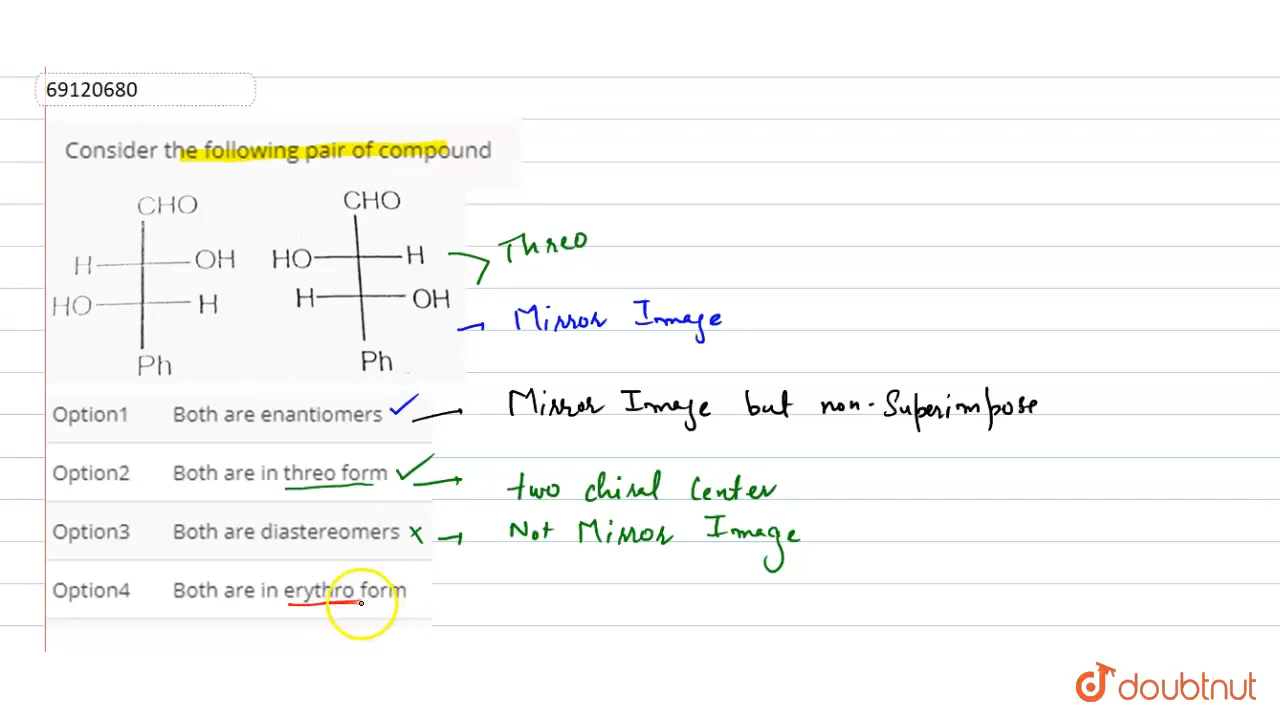 69120680
Consider the following pair of compound
CHO CHO
H OH HO H
HO H H OH
Ph Ph
Threo
Mirror Image
Option1 Both are enantiomers ✓ Mirror Image but non-Superimpose
Option2 Both are in threo form ✓ two chiral Center
Option3 Both are diastereomers x Not Mirror Image
Option4 Both are in erythro form
doubtnut